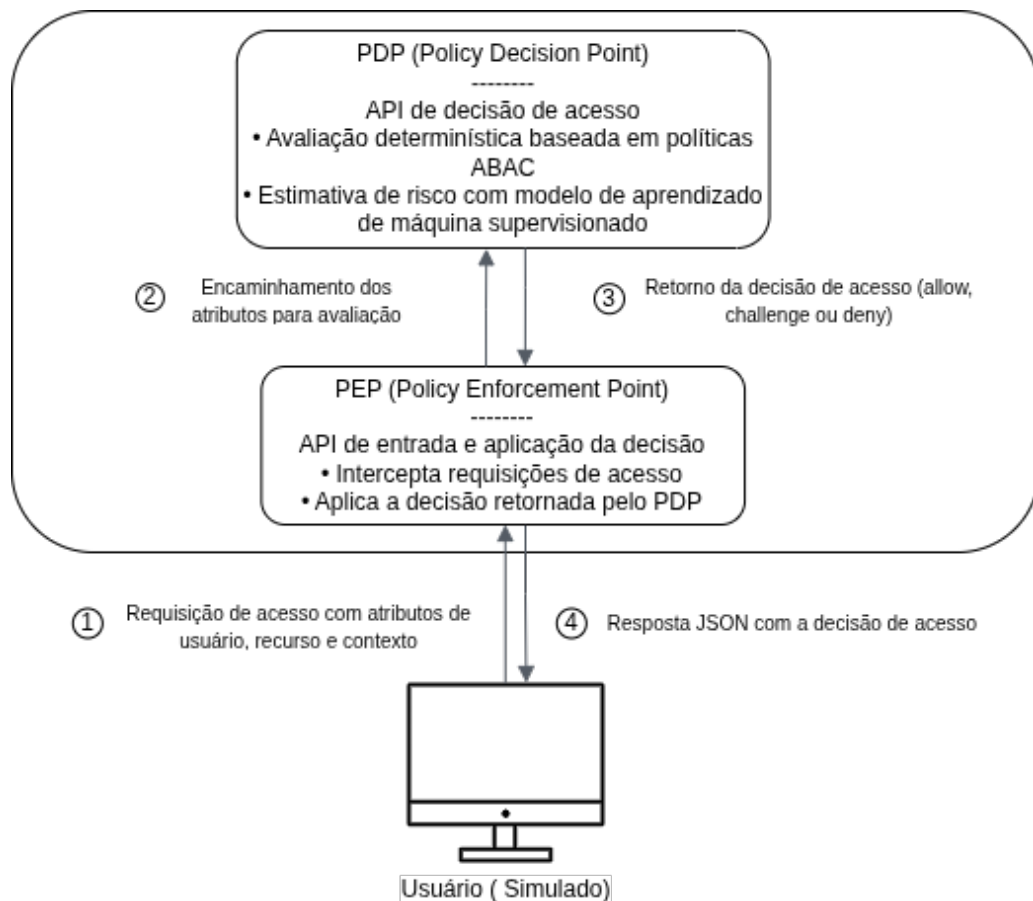 PDP (Policy Decision Point)
--------
API de decisão de acesso
• Avaliação determinística baseada em políticas
ABAC
• Estimativa de risco com modelo de aprendizado
de máquina supervisionado
2
Encaminhamento dos
atributos para avaliação
3
Retorno da decisão de acesso (allow,
challenge ou deny)
PEP (Policy Enforcement Point)
--------
API de entrada e aplicação da decisão
• Intercepta requisições de acesso
• Aplica a decisão retornada pelo PDP
1
Requisição de acesso com atributos de
usuário, recurso e contexto
4
Resposta JSON com a decisão de acesso
Usuário ( Simulado)